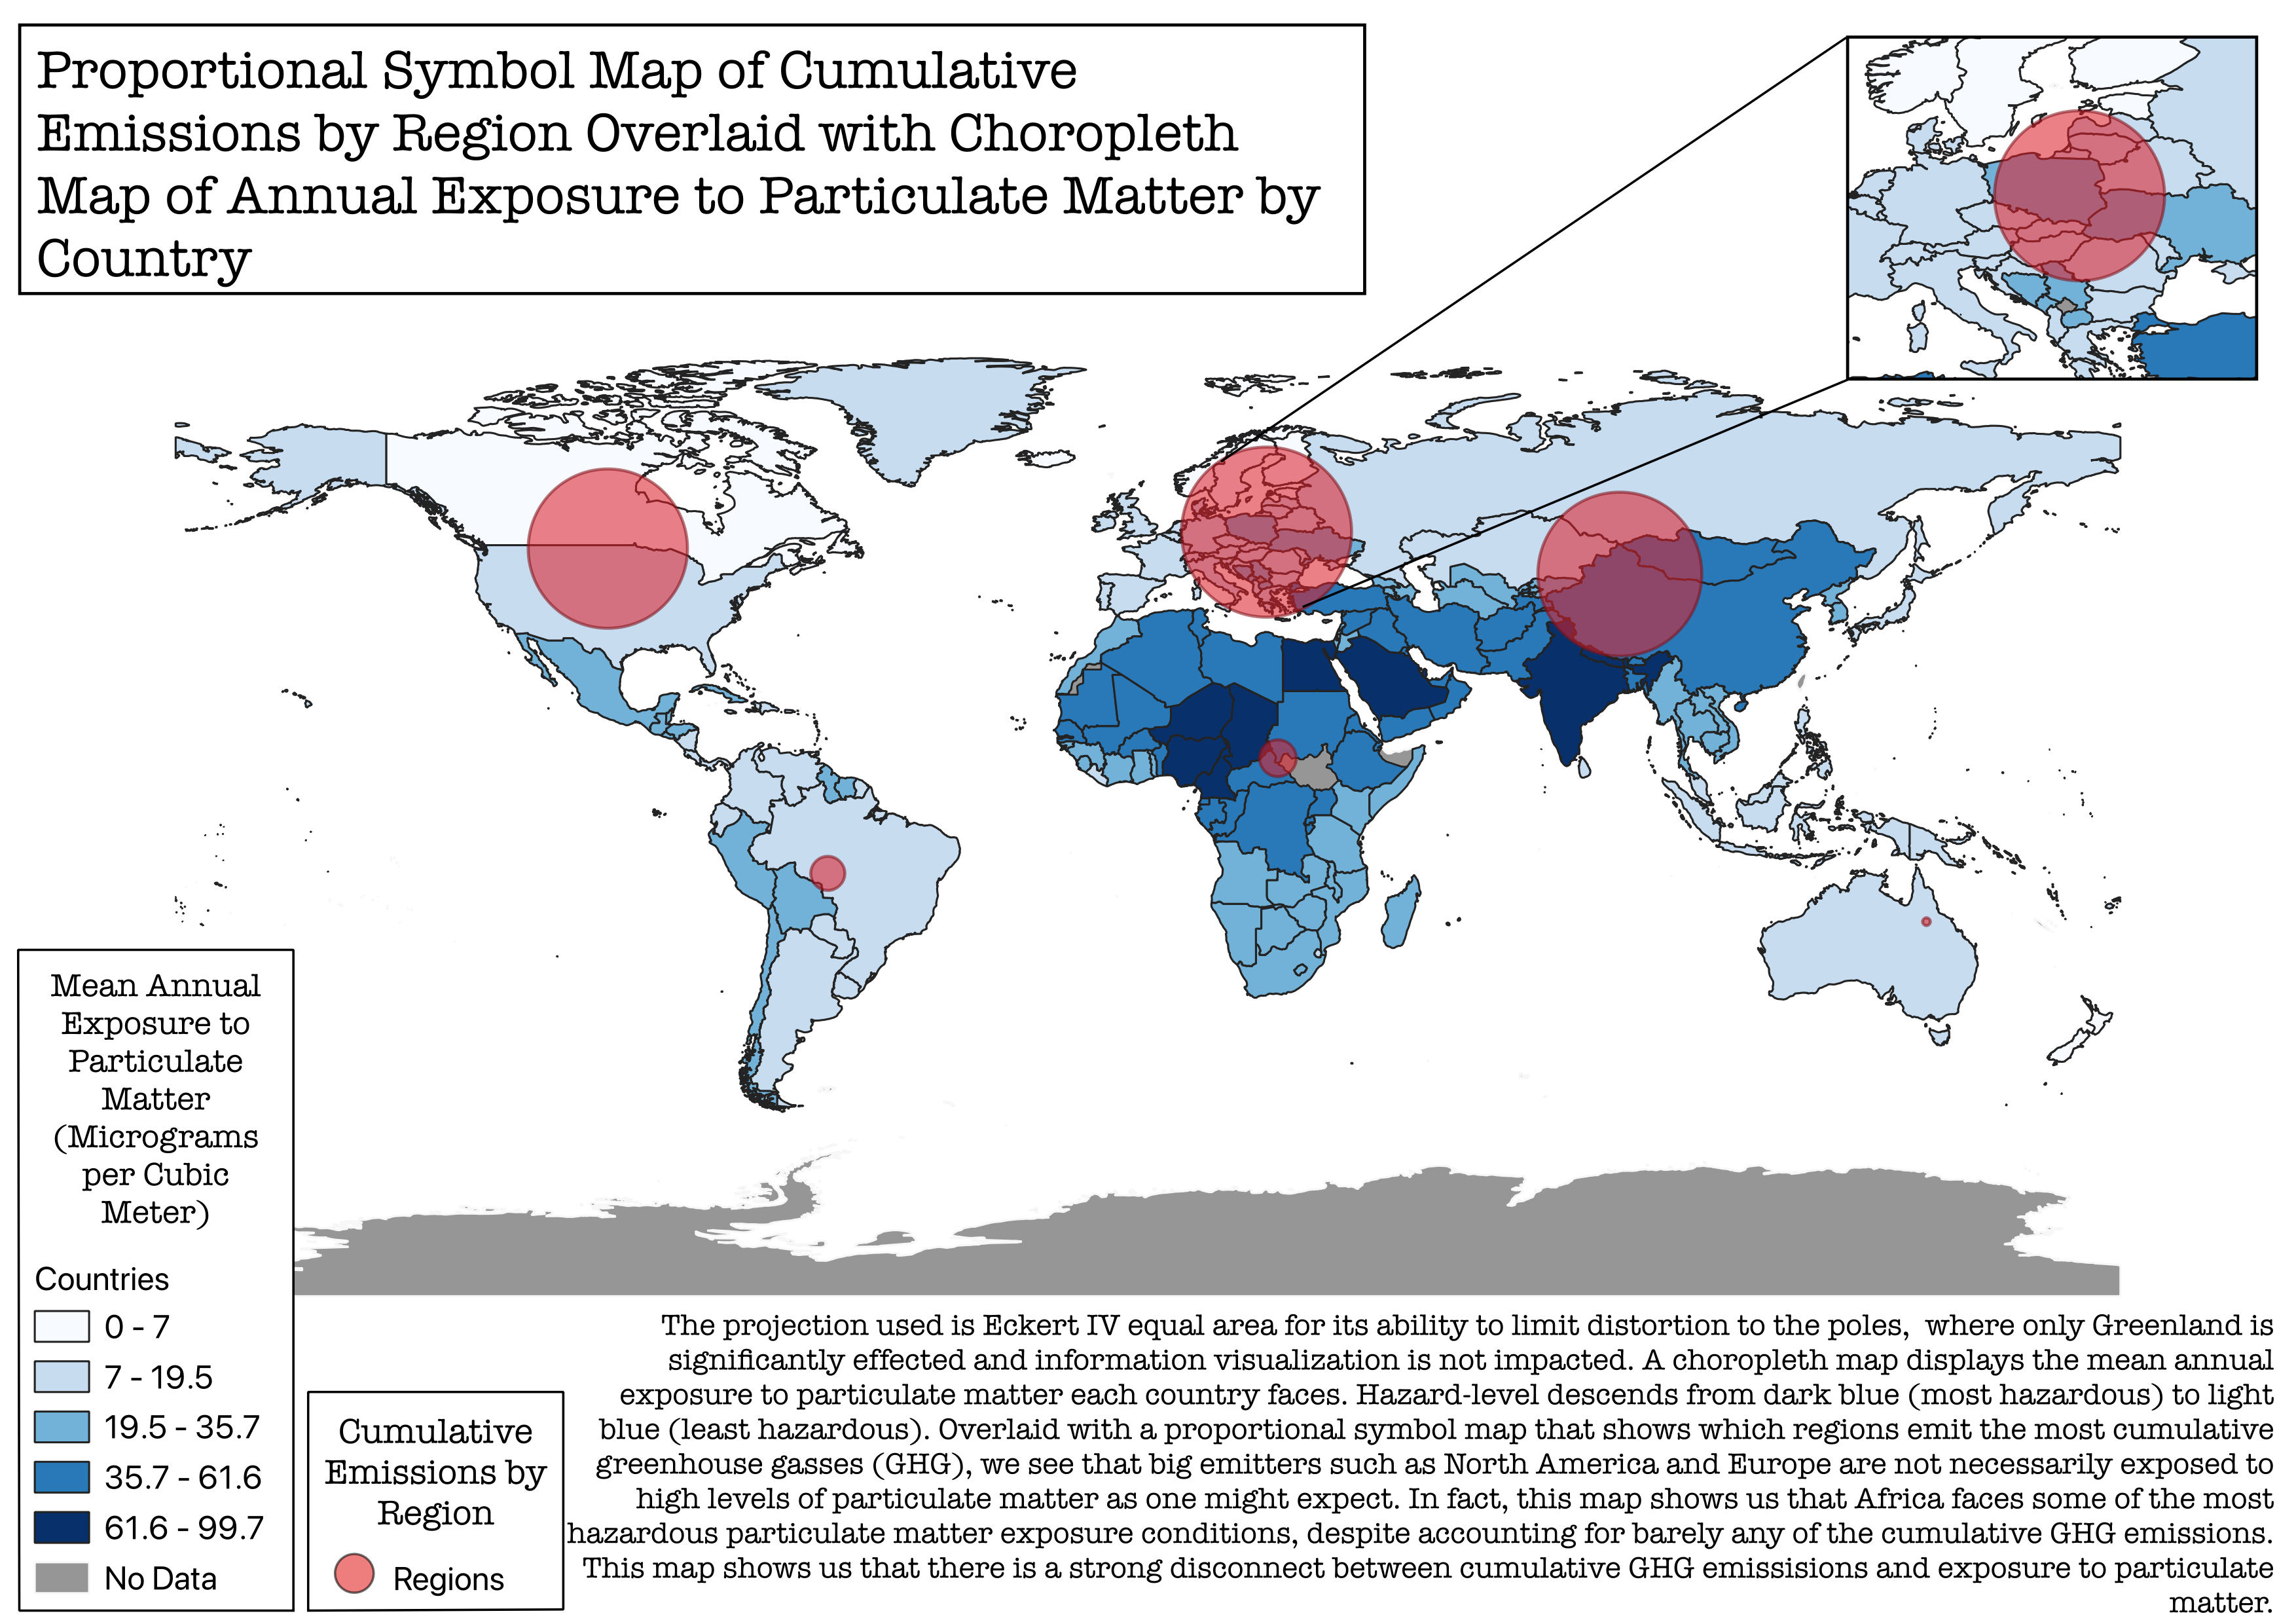 Proportional Symbol Map of Cumulative
Emissions by Region Overlaid with Choropleth
Map of Annual Exposure to Particulate Matter by
Country
Mean Annual
Exposure to
Particulate
Matter
(Micrograms
per Cubic
Meter)
Countries
0 - 7
7 - 19.5
19.5 - 35.7
35.7 - 61.6
61.6 - 99.7
No Data
Cumulative
Emissions by
Region
Regions
The projection used is Eckert IV equal area for its ability to limit distortion to the poles,  where only Greenland is
significantly effected and information visualization is not impacted. A choropleth map displays the mean annual
exposure to particulate matter each country faces. Hazard-level descends from dark blue (most hazardous) to light
blue (least hazardous). Overlaid with a proportional symbol map that shows which regions emit the most cumulative
greenhouse gasses (GHG), we see that big emitters such as North America and Europe are not necessarily exposed to
high levels of particulate matter as one might expect. In fact, this map shows us that Africa faces some of the most
hazardous particulate matter exposure conditions, despite accounting for barely any of the cumulative GHG emissions.
This map shows us that there is a strong disconnect between cumulative GHG emissisions and exposure to particulate
matter.